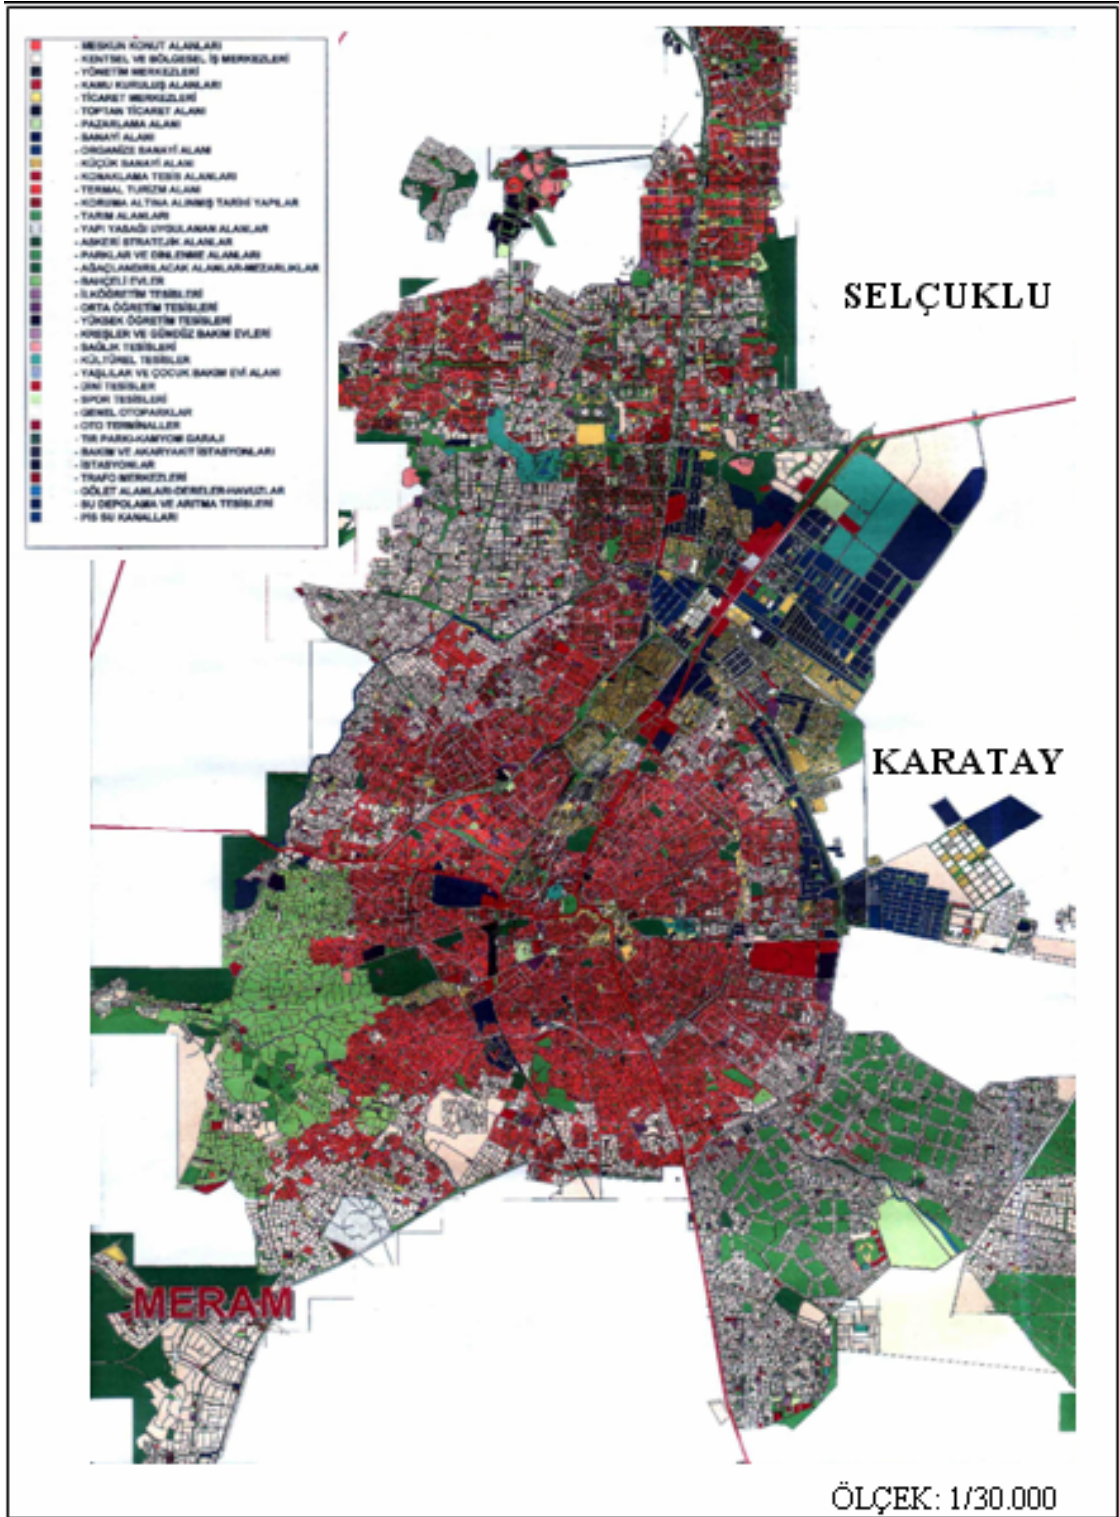 - MESKUN KONUT ALANLARI
- KENTSEL VE BÖLGESEL İŞ MERKEZLERİ
- YÖNETİM MERKEZLERİ
- KAMU KURULUŞ ALANLARI
- TİCARET MERKEZLERİ
- TOPTAN TİCARET ALANI
- PAZARLAMA ALANI
- SANAYİ ALANI
- ORGANİZE SANAYİ ALANI
- KÜÇÜK SANAYİ ALANI
- KONAKLAMA TESİS ALANLARI
- TERMAL TURİZM ALANI
- KORUMA ALTINA ALINMIŞ TARİHİ YAPILAR
- TARIM ALANLARI
- YAPI YASAĞI UYGULANAN ALANLAR
- ASKERİ STRATEJİK ALANLAR
- PARKLAR VE DİNLENME ALANLARI
- AĞAÇLANDIRILACAK ALANLAR-MEZARLIKLAR
- BAHÇELİ EVLER
- İLKÖĞRETİM TESİSLERİ
- ORTA ÖĞRETİM TESİSLERİ
- YÜKSEK ÖĞRETİM TESİSLERİ
- KREŞLER VE GÜNDÜZ BAKIM EVLERİ
- SAĞLIK TESİSLERİ
- KÜLTÜREL TESİSLER
- YAŞLILAR VE ÇOCUK BAKIM EVİ ALANI
- DİNİ TESİSLER
- SPOR TESİSLERİ
- GENEL OTOPARKLAR
- OTO TERMİNALLER
- TIR PARKI-KAMYOM GARAJI
- BAKIM VE AKARYAKIT İSTASYONLARI
- İSTASYONLAR
- TRAFO MERKEZLERİ
- GÖLET ALANLARI-DERELER-HAVUZLAR
- SU DEPOLAMA VE ARITMA TESİSLERİ
- PİS SU KANALLARI
SELÇUKLU
KARATAY
MERAM
ÖLÇEK: 1/30.000